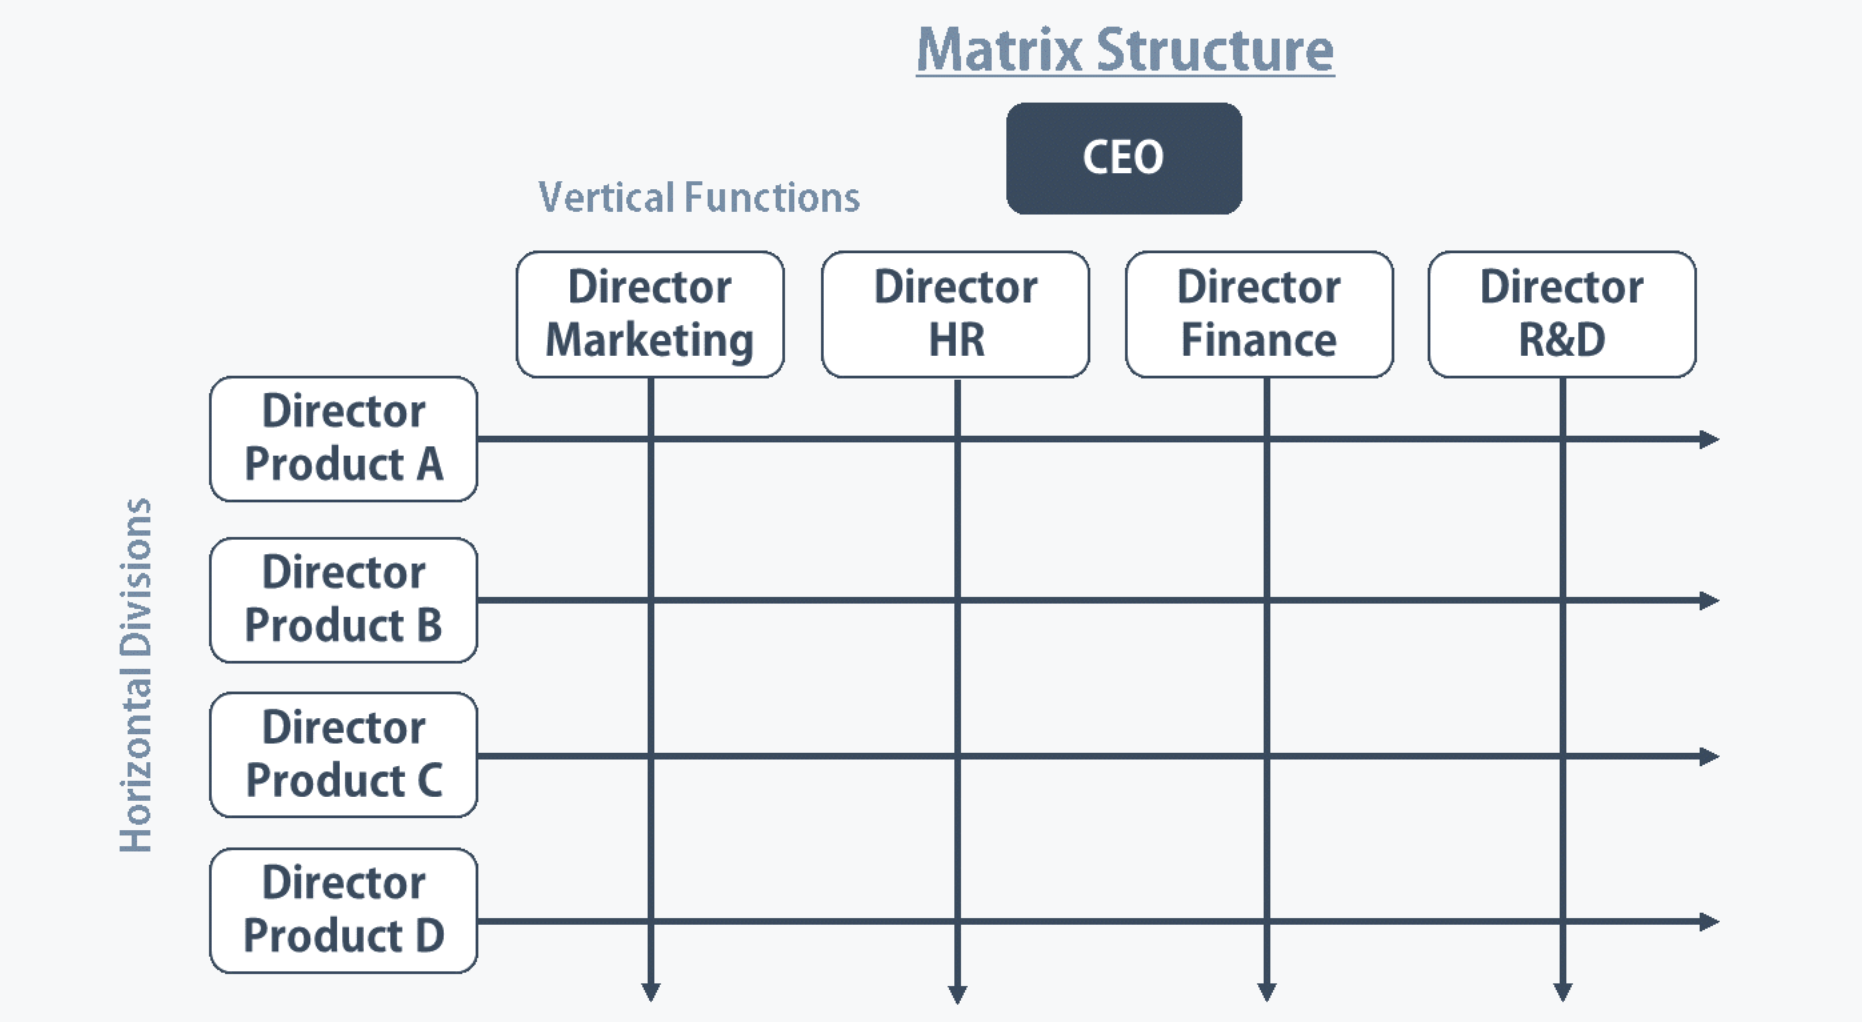 Matrix Structure
CEO
Vertical Functions
Director
Marketing
Director
HR
Director
Finance
Director
R&D
Horizontal Divisions
Director
Product A
Director
Product B
Director
Product C
Director
Product D